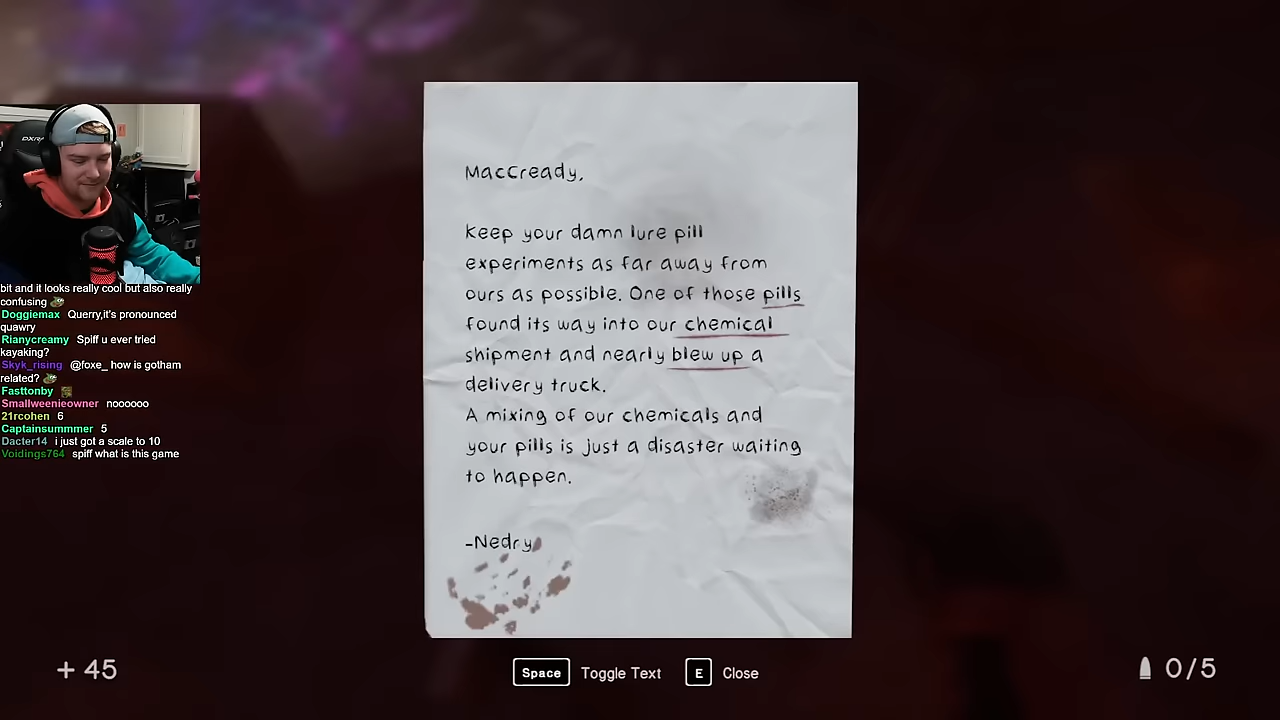 DXRA
bit and it looks really cool but also really
confusing
Doggiemax Querry,it's pronounced
quawry
Rianycreamy Spiff u ever tried
kayaking?
Skyk_rising @foxe_ how is gotham
related?
Fasttonby
Smallweenieowner noooooo
21rcohen 6
Captainsummmer 5
Dacter14 i just got a scale to 10
Voidings764 spiff what is this game
MacCready,
Keep your damn lure pill
experiments as far away from
ours as possible. One of those pills
found its way into our chemical
shipment and nearly blew up a
delivery truck.
A mixing of our chemicals and
your pills is just a disaster waiting
to happen.
-Nedry
+ 45
Space Toggle Text E Close
0/5